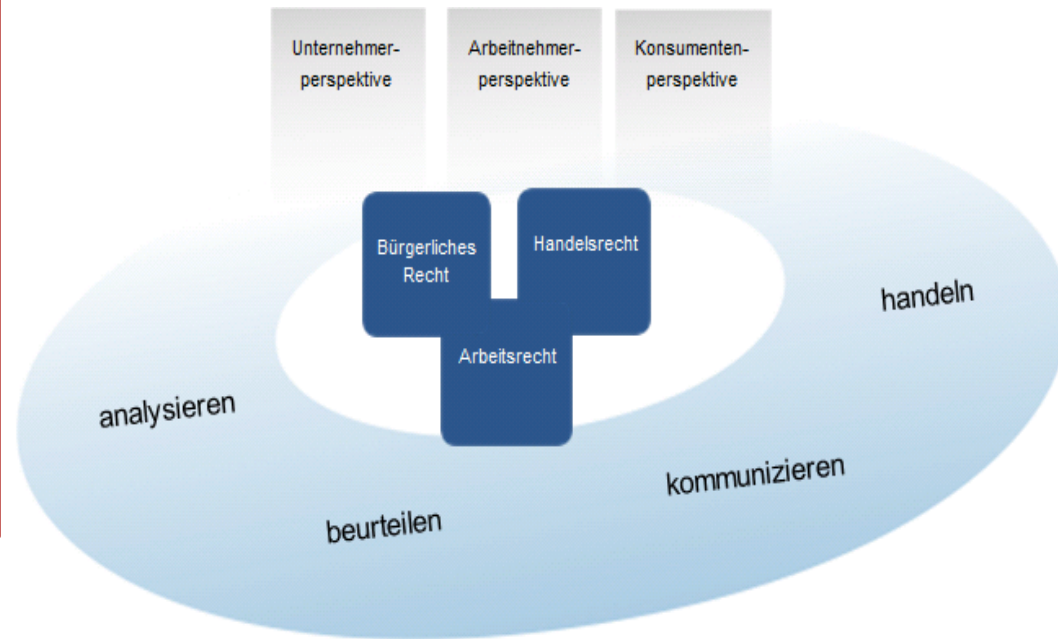 Unternehmer-
perspektive
Arbeitnehmer-
perspektive
Konsumenten-
perspektive
Bürgerliches
Recht
Handelsrecht
Arbeitsrecht
analysieren
beurteilen
kommunizieren
handeln